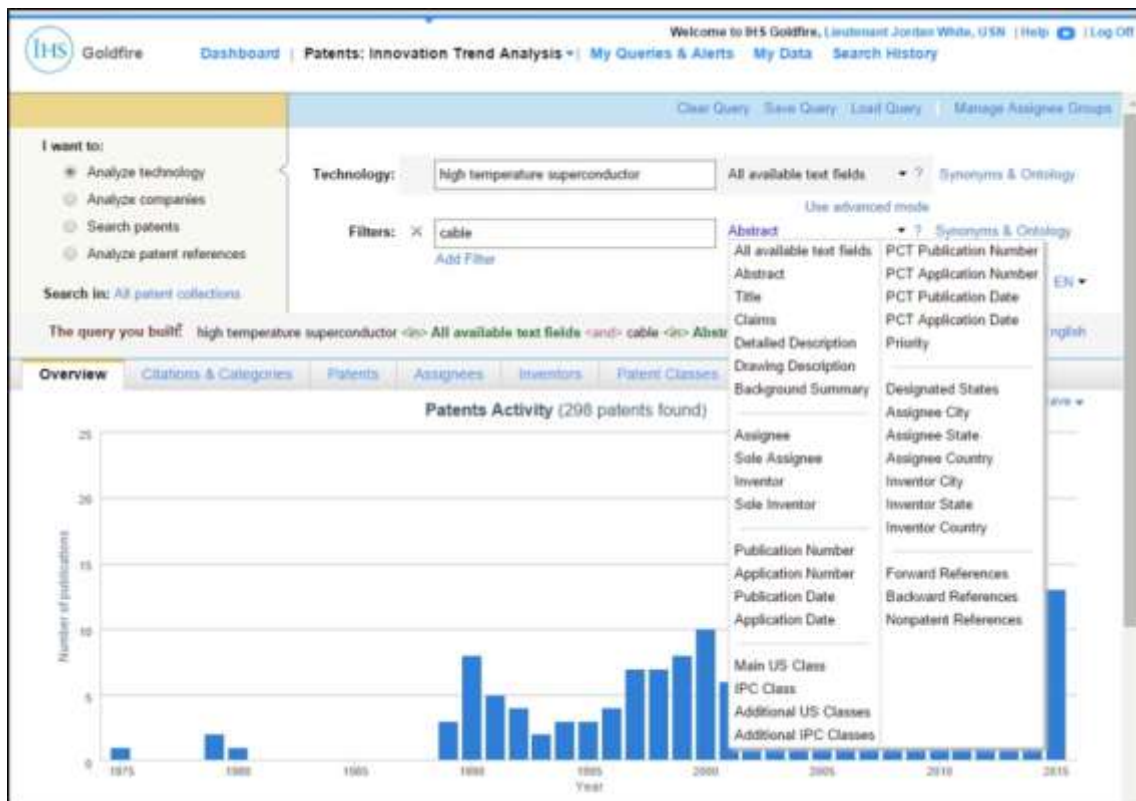 Welcome to IHS Goldfire, Lieutenant Jordan White, USN | Help | Log Off
IHS Goldfire Dashboard | Patents: Innovation Trend Analysis | My Queries & Alerts My Data Search History
Clear Query Save Query Load Query | Manage Assignee Groups
I want to:
Analyze technology
Analyze companies
Search patents
Analyze patent references
Search in: All patent collections
Technology: high temperature superconductor All available text fields ? Synonyms & Ontology
Use advanced mode
Filters: × cable Abstract ? Synonyms & Ontology
Add Filter
EN
All available text fields
Abstract
Title
Claims
Detailed Description
Drawing Description
Background Summary
Assignee
Sole Assignee
Inventor
Sole Inventor
Publication Number
Application Number
Publication Date
Application Date
Main US Class
IPC Class
Additional US Classes
Additional IPC Classes
PCT Publication Number
PCT Application Number
PCT Publication Date
PCT Application Date
Priority
Designated States
Assignee City
Assignee State
Assignee Country
Inventor City
Inventor State
Inventor Country
Forward References
Backward References
Nonpatent References
The query you built: high temperature superconductor <in> All available text fields <and> cable <in> Abstr nglish
Overview Citations & Categories Patents Assignees Inventors Patent Classes
ave
Patents Activity (298 patents found)
Number of publications
25
20
15
10
5
0
1975 1980 1985 1990 1995 2000 2005 2010 2015
Year